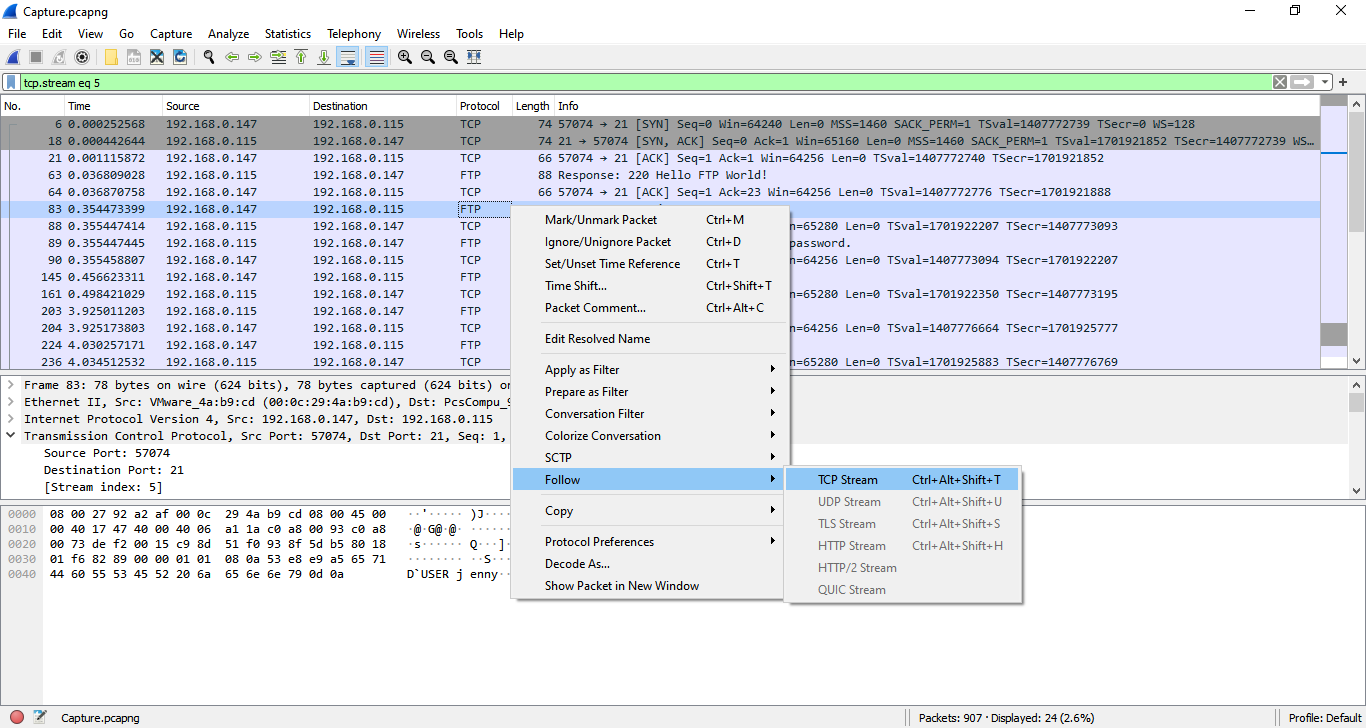 Capture.pcapng
File Edit View Go Capture Analyze Statistics Telephony Wireless Tools Help
tcp.stream eq 5
No. Time Source Destination Protocol Length Info
6 0.000252568 192.168.0.147 192.168.0.115 TCP 74 57074 → 21 [SYN] Seq=0 Win=64240 Len=0 MSS=1460 SACK_PERM=1 TSval=1407772739 TSecr=0 WS=128
18 0.000442644 192.168.0.115 192.168.0.147 TCP 74 21 → 57074 [SYN, ACK] Seq=0 Ack=1 Win=65160 Len=0 MSS=1460 SACK_PERM=1 TSval=1701921852 TSecr=1407772739 WS...
21 0.001115872 192.168.0.147 192.168.0.115 TCP 66 57074 → 21 [ACK] Seq=1 Ack=1 Win=64256 Len=0 TSval=1407772740 TSecr=1701921852
63 0.036809028 192.168.0.115 192.168.0.147 FTP 88 Response: 220 Hello FTP World!
64 0.036870758 192.168.0.147 192.168.0.115 TCP 66 57074 → 21 [ACK] Seq=1 Ack=23 Win=64256 Len=0 TSval=1407772776 TSecr=1701921888
83 0.354473399 192.168.0.147 192.168.0.115 FTP
88 0.355447414 192.168.0.115 192.168.0.147 TCP n=65280 Len=0 TSval=1701922207 TSecr=1407773093
89 0.355447445 192.168.0.115 192.168.0.147 FTP password.
90 0.355458807 192.168.0.147 192.168.0.115 TCP n=64256 Len=0 TSval=1407773094 TSecr=1701922207
145 0.456623311 192.168.0.147 192.168.0.115 FTP
161 0.498421029 192.168.0.115 192.168.0.147 TCP n=65280 Len=0 TSval=1701922350 TSecr=1407773195
203 3.925011203 192.168.0.115 192.168.0.147 FTP
204 3.925173803 192.168.0.147 192.168.0.115 TCP n=64256 Len=0 TSval=1407776664 TSecr=1701925777
224 4.030257171 192.168.0.147 192.168.0.115 FTP
236 4.034512532 192.168.0.115 192.168.0.147 TCP n=65280 Len=0 TSval=1701925883 TSecr=1407776769
Mark/Unmark Packet Ctrl+M
Ignore/Unignore Packet Ctrl+D
Set/Unset Time Reference Ctrl+T
Time Shift... Ctrl+Shift+T
Packet Comment... Ctrl+Alt+C
Edit Resolved Name
Apply as Filter
Prepare as Filter
Conversation Filter
Colorize Conversation
SCTP
Follow
Copy
Protocol Preferences
Decode As...
Show Packet in New Window
TCP Stream Ctrl+Alt+Shift+T
UDP Stream Ctrl+Alt+Shift+U
TLS Stream Ctrl+Alt+Shift+S
HTTP Stream Ctrl+Alt+Shift+H
HTTP/2 Stream
QUIC Stream
Frame 83: 78 bytes on wire (624 bits), 78 bytes captured (624 bits) on
Ethernet II, Src: VMware_4a:b9:cd (00:0c:29:4a:b9:cd), Dst: PcsCompu_9
Internet Protocol Version 4, Src: 192.168.0.147, Dst: 192.168.0.115
Transmission Control Protocol, Src Port: 57074, Dst Port: 21, Seq: 1,
Source Port: 57074
Destination Port: 21
[Stream index: 5]
0000 08 00 27 92 a2 af 00 0c 29 4a b9 cd 08 00 45 00 ··'····· )J····
0010 00 40 17 47 40 00 40 06 a1 1a c0 a8 00 93 c0 a8 ·@·G@·@· ······
0020 00 73 de f2 00 15 c9 8d 51 f0 93 8f 5d b5 80 18 ·s······ Q···]·
0030 01 f6 82 89 00 00 01 01 08 0a 53 e8 e9 a5 65 71 ········ ··S···
0040 44 60 55 53 45 52 20 6a 65 6e 6e 79 0d 0a D`USER j enny··
Capture.pcapng
Packets: 907 · Displayed: 24 (2.6%)
Profile: Default